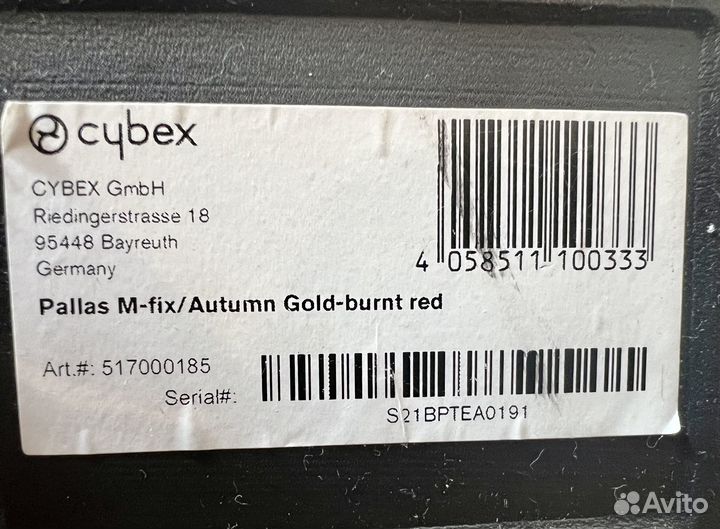 cybex
CYBEX GmbH
Riedingerstrasse 18
95448 Bayreuth
Germany
4 058511 100333
Pallas M-fix/Autumn Gold-burnt red
Art.#: 517000185
Serial#:
S21BPTEA0191
Avito